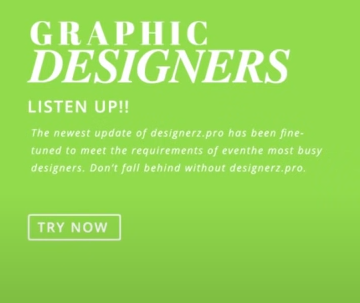 GRAPHIC
DESIGNERS
LISTEN UP!!
The newest update of designerz.pro has been fine-
tuned to meet the requirements of eventhe most busy
designers. Don't fall behind without designerz.pro.
TRY NOW